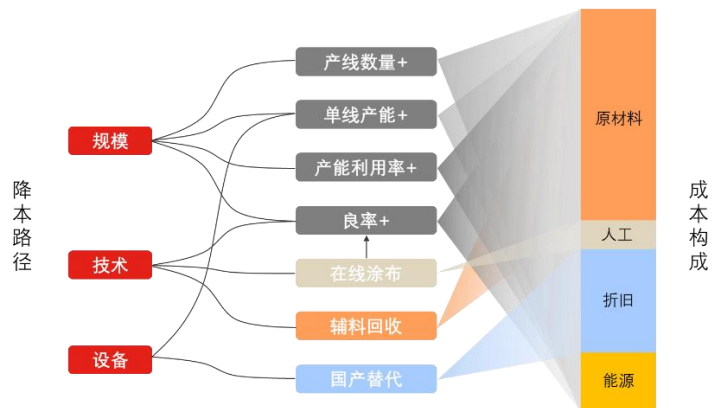 降本路径
规模
技术
设备
产线数量+
单线产能+
产能利用率+
良率+
在线涂布
辅料回收
国产替代
原材料
人工
折旧
能源
成本构成